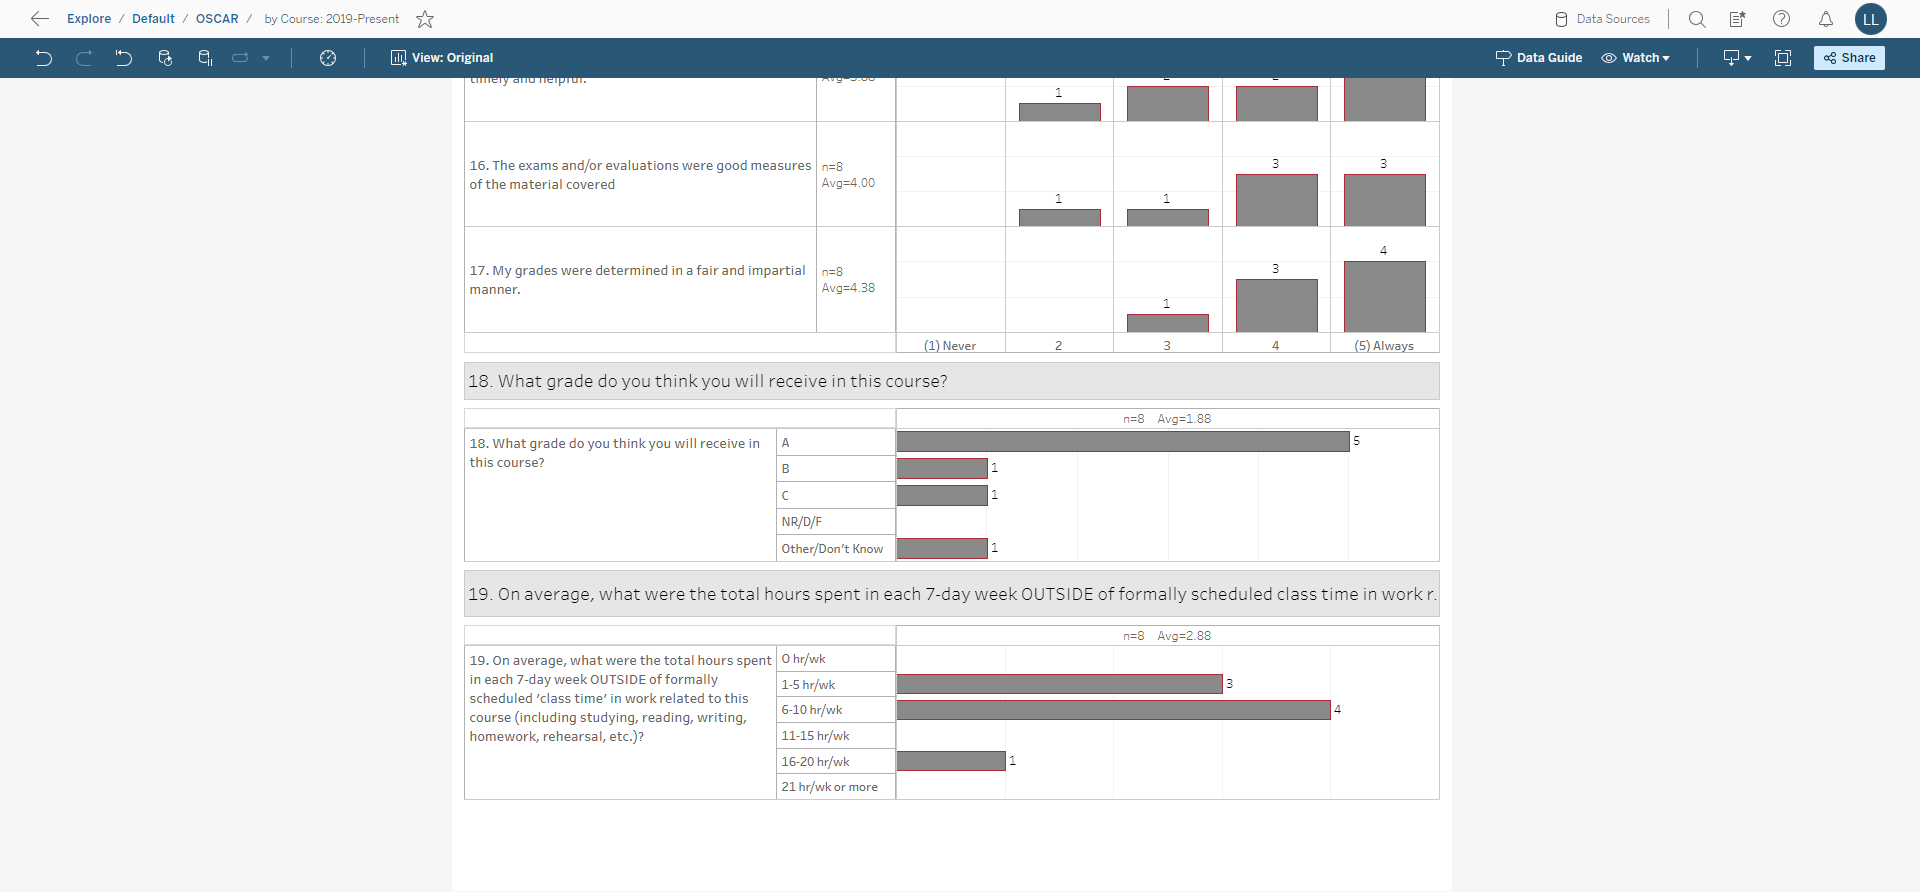 Explore / Default / OSCAR / by Course: 2019-Present
Data Sources
LL
View: Original
Data Guide
Watch
Share
timely and helpful.
1
16. The exams and/or evaluations were good measures
of the material covered
n=8
Avg=4.00
1
1
3
3
17. My grades were determined in a fair and impartial
manner.
n=8
Avg=4.38
1
3
4
(1) Never
2
3
4
(5) Always
18. What grade do you think you will receive in this course?
n=8 Avg=1.88
18. What grade do you think you will receive in
this course?
A
5
B
1
C
1
NR/D/F
Other/Don't Know
1
19. On average, what were the total hours spent in each 7-day week OUTSIDE of formally scheduled class time in work r.
n=8 Avg=2.88
19. On average, what were the total hours spent
in each 7-day week OUTSIDE of formally
scheduled 'class time' in work related to this
course (including studying, reading, writing,
homework, rehearsal, etc.)?
0 hr/wk
1-5 hr/wk
3
6-10 hr/wk
4
11-15 hr/wk
16-20 hr/wk
1
21 hr/wk or more